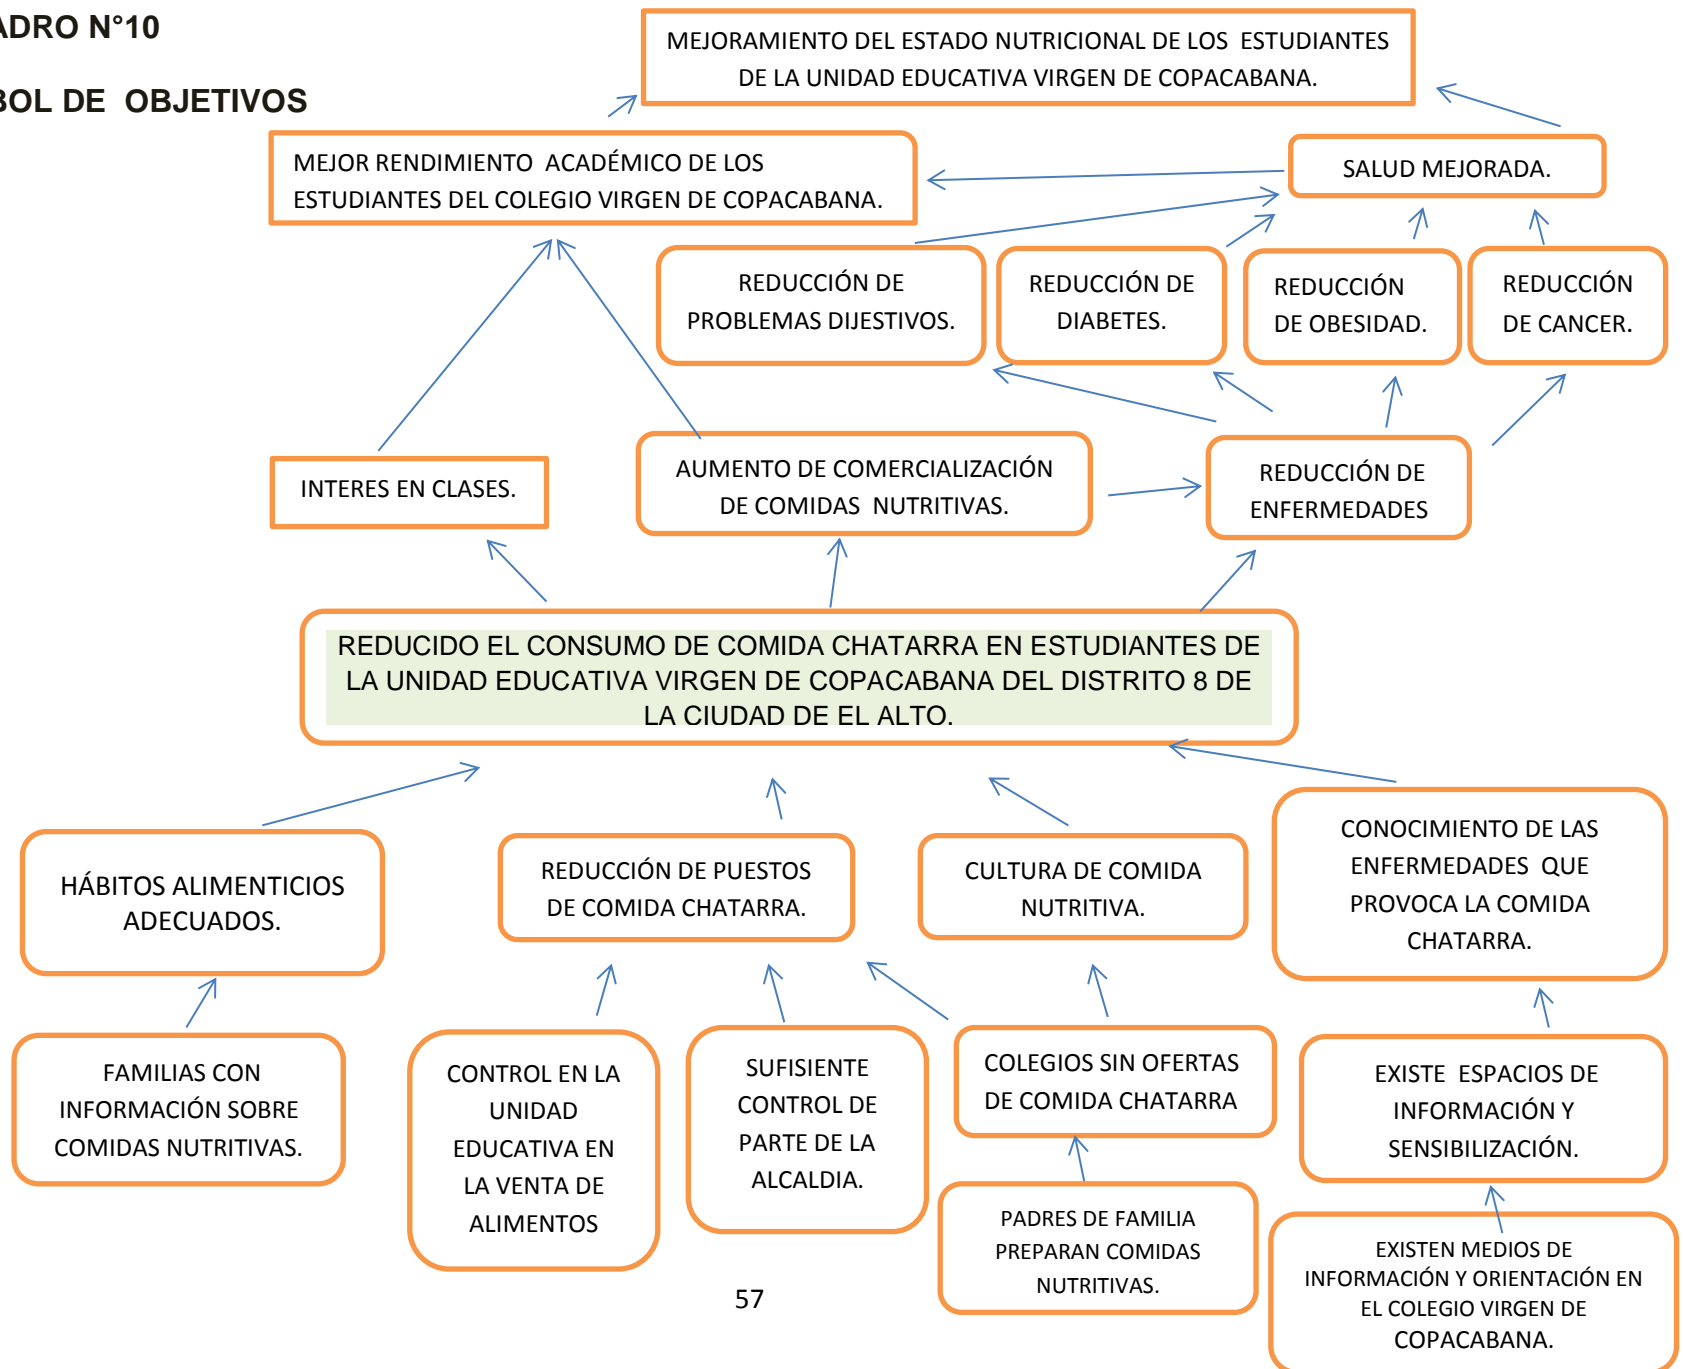 ADRO N°10
BOL DE OBJETIVOS
MEJORAMIENTO DEL ESTADO NUTRICIONAL DE LOS ESTUDIANTES
DE LA UNIDAD EDUCATIVA VIRGEN DE COPACABANA.
MEJOR RENDIMIENTO ACADÉMICO DE LOS
ESTUDIANTES DEL COLEGIO VIRGEN DE COPACABANA.
SALUD MEJORADA.
REDUCCIÓN DE
PROBLEMAS DIJESTIVOS.
REDUCCIÓN DE
DIABETES.
REDUCCIÓN
DE OBESIDAD.
REDUCCIÓN
DE CANCER.
INTERES EN CLASES.
AUMENTO DE COMERCIALIZACIÓN
DE COMIDAS NUTRITIVAS.
REDUCCIÓN DE
ENFERMEDADES
REDUCIDO EL CONSUMO DE COMIDA CHATARRA EN ESTUDIANTES DE
LA UNIDAD EDUCATIVA VIRGEN DE COPACABANA DEL DISTRITO 8 DE
LA CIUDAD DE EL ALTO.
HÁBITOS ALIMENTICIOS
ADECUADOS.
REDUCCIÓN DE PUESTOS
DE COMIDA CHATARRA.
CULTURA DE COMIDA
NUTRITIVA.
CONOCIMIENTO DE LAS
ENFERMEDADES QUE
PROVOCA LA COMIDA
CHATARRA.
FAMILIAS CON
INFORMACIÓN SOBRE
COMIDAS NUTRITIVAS.
CONTROL EN LA
UNIDAD
EDUCATIVA EN
LA VENTA DE
ALIMENTOS
SUFISIENTE
CONTROL DE
PARTE DE LA
ALCALDIA.
COLEGIOS SIN OFERTAS
DE COMIDA CHATARRA
EXISTE ESPACIOS DE
INFORMACIÓN Y
SENSIBILIZACIÓN.
PADRES DE FAMILIA
PREPARAN COMIDAS
NUTRITIVAS.
EXISTEN MEDIOS DE
INFORMACIÓN Y ORIENTACIÓN EN
EL COLEGIO VIRGEN DE
COPACABANA.
57